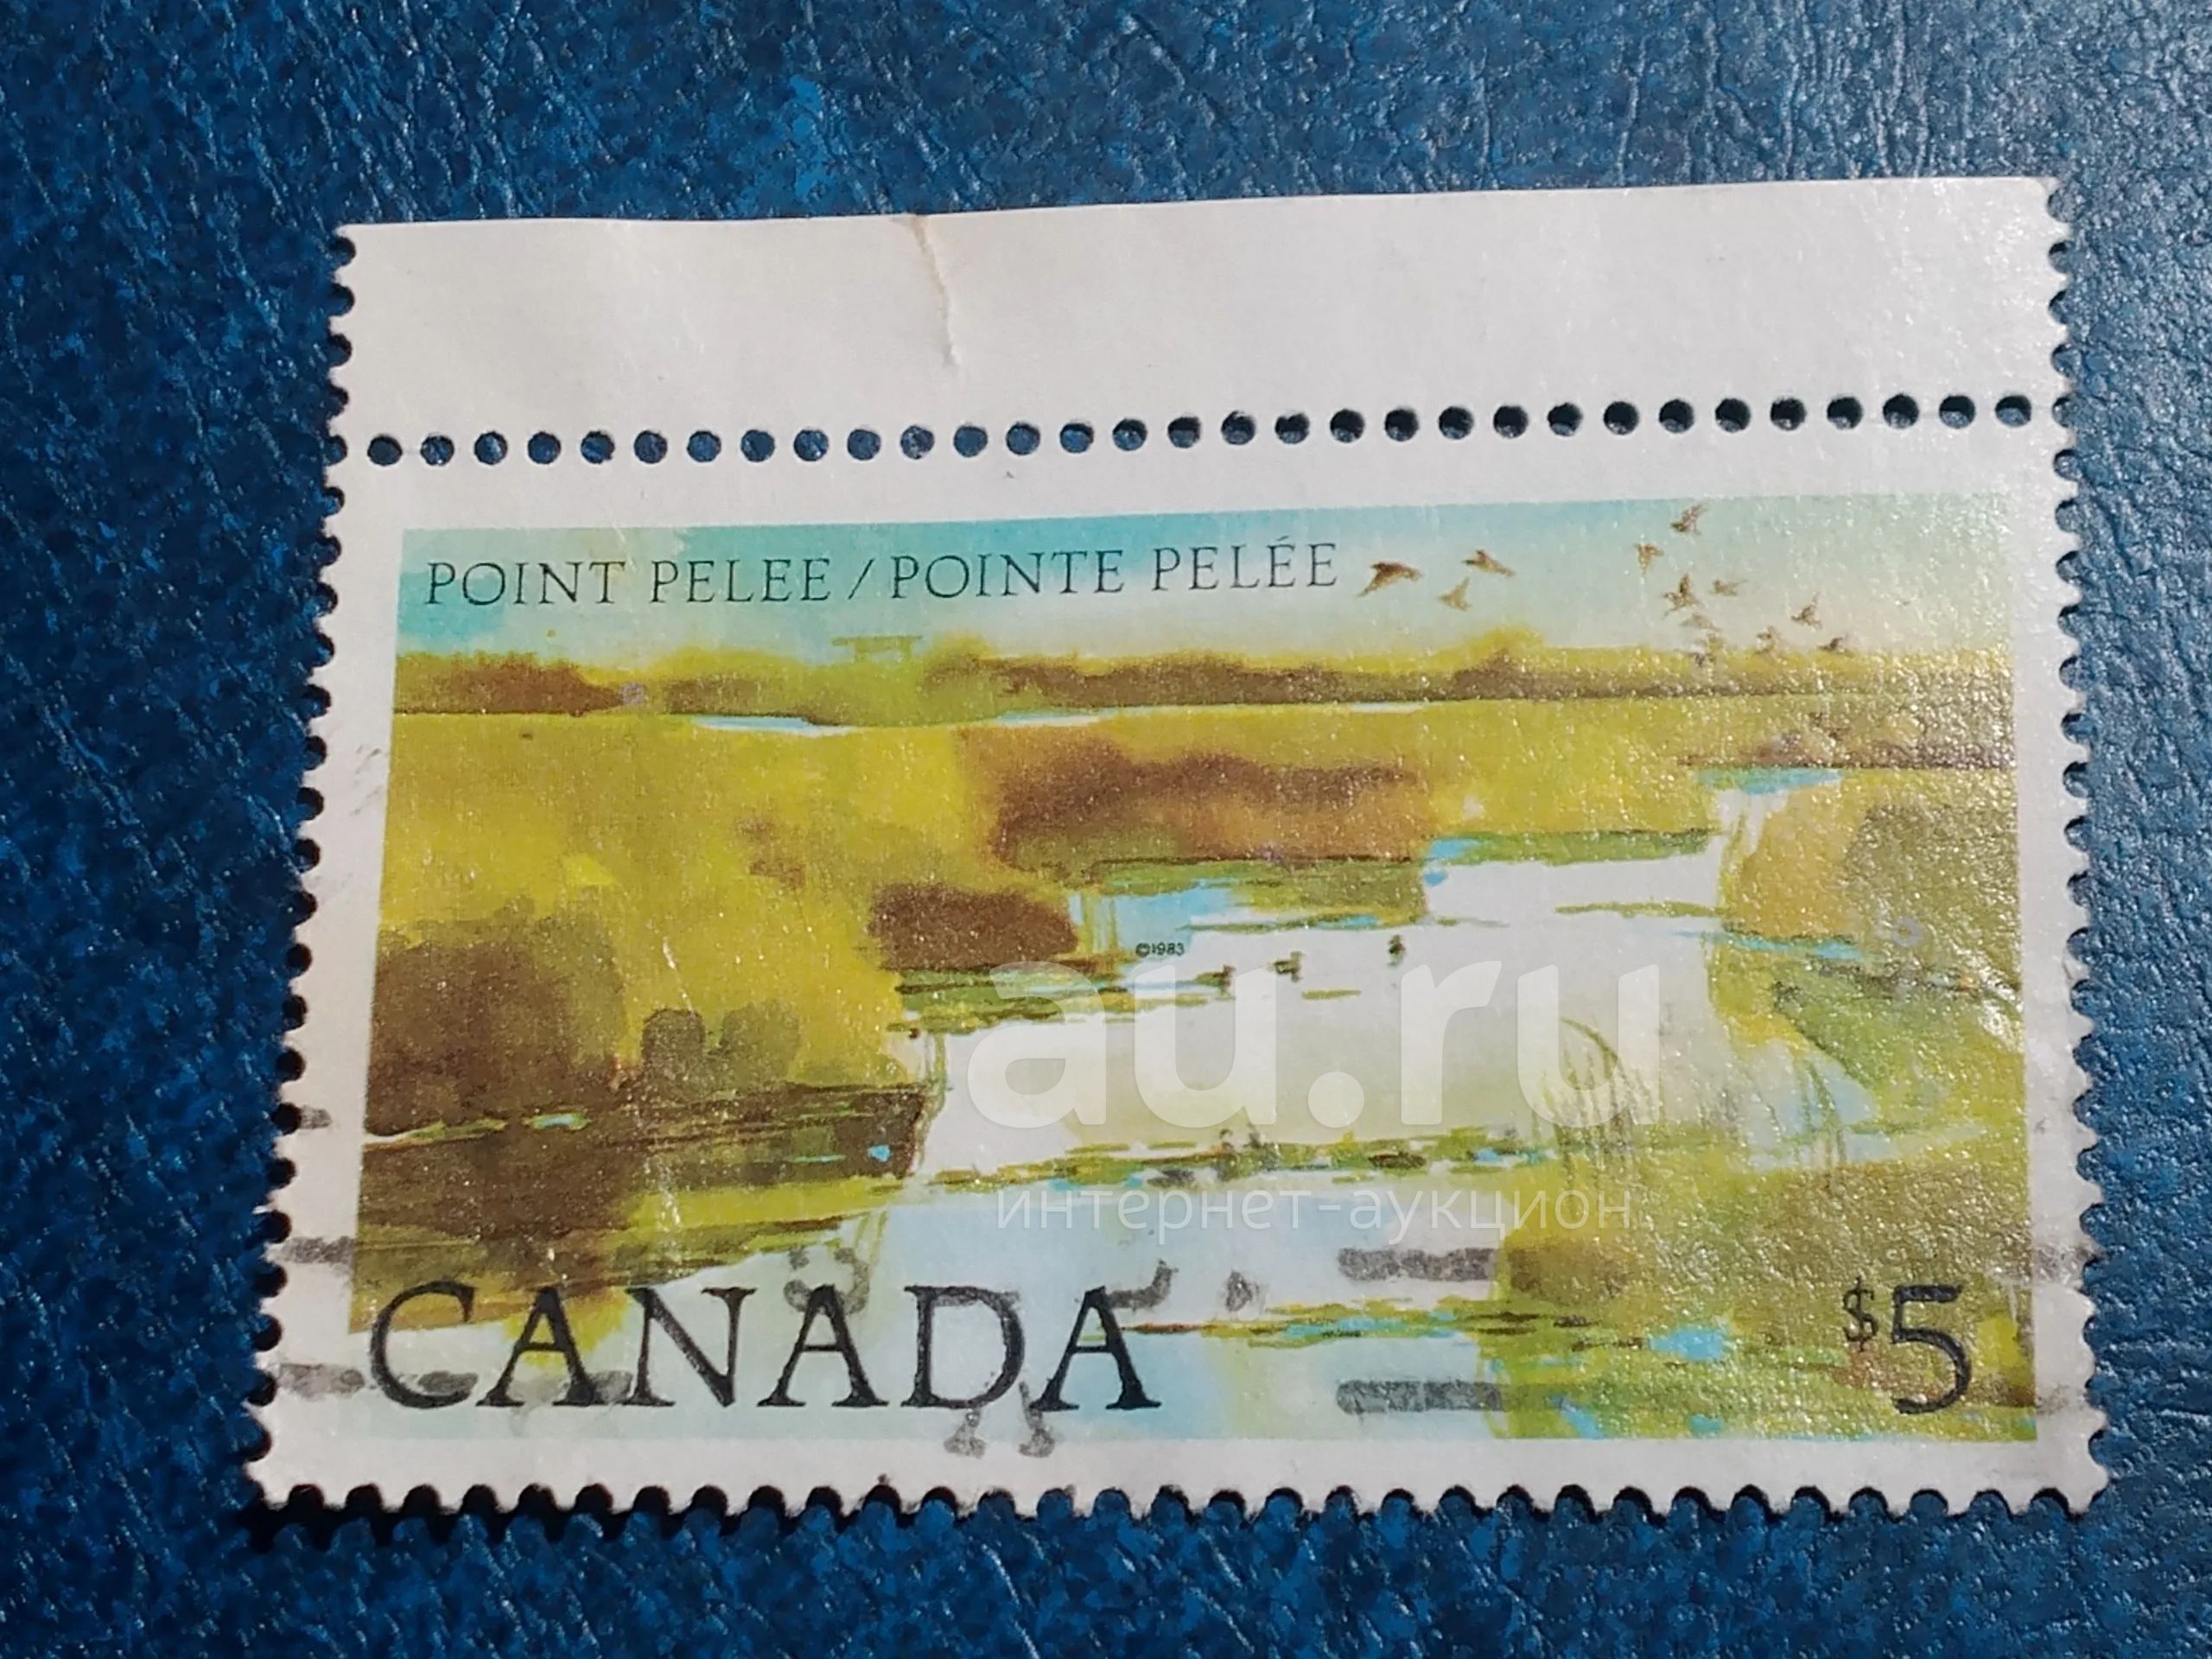 POINT PELEE / POINTE PELÉE
©1983
au.ru
интернет-аукцион
CANADA
$5